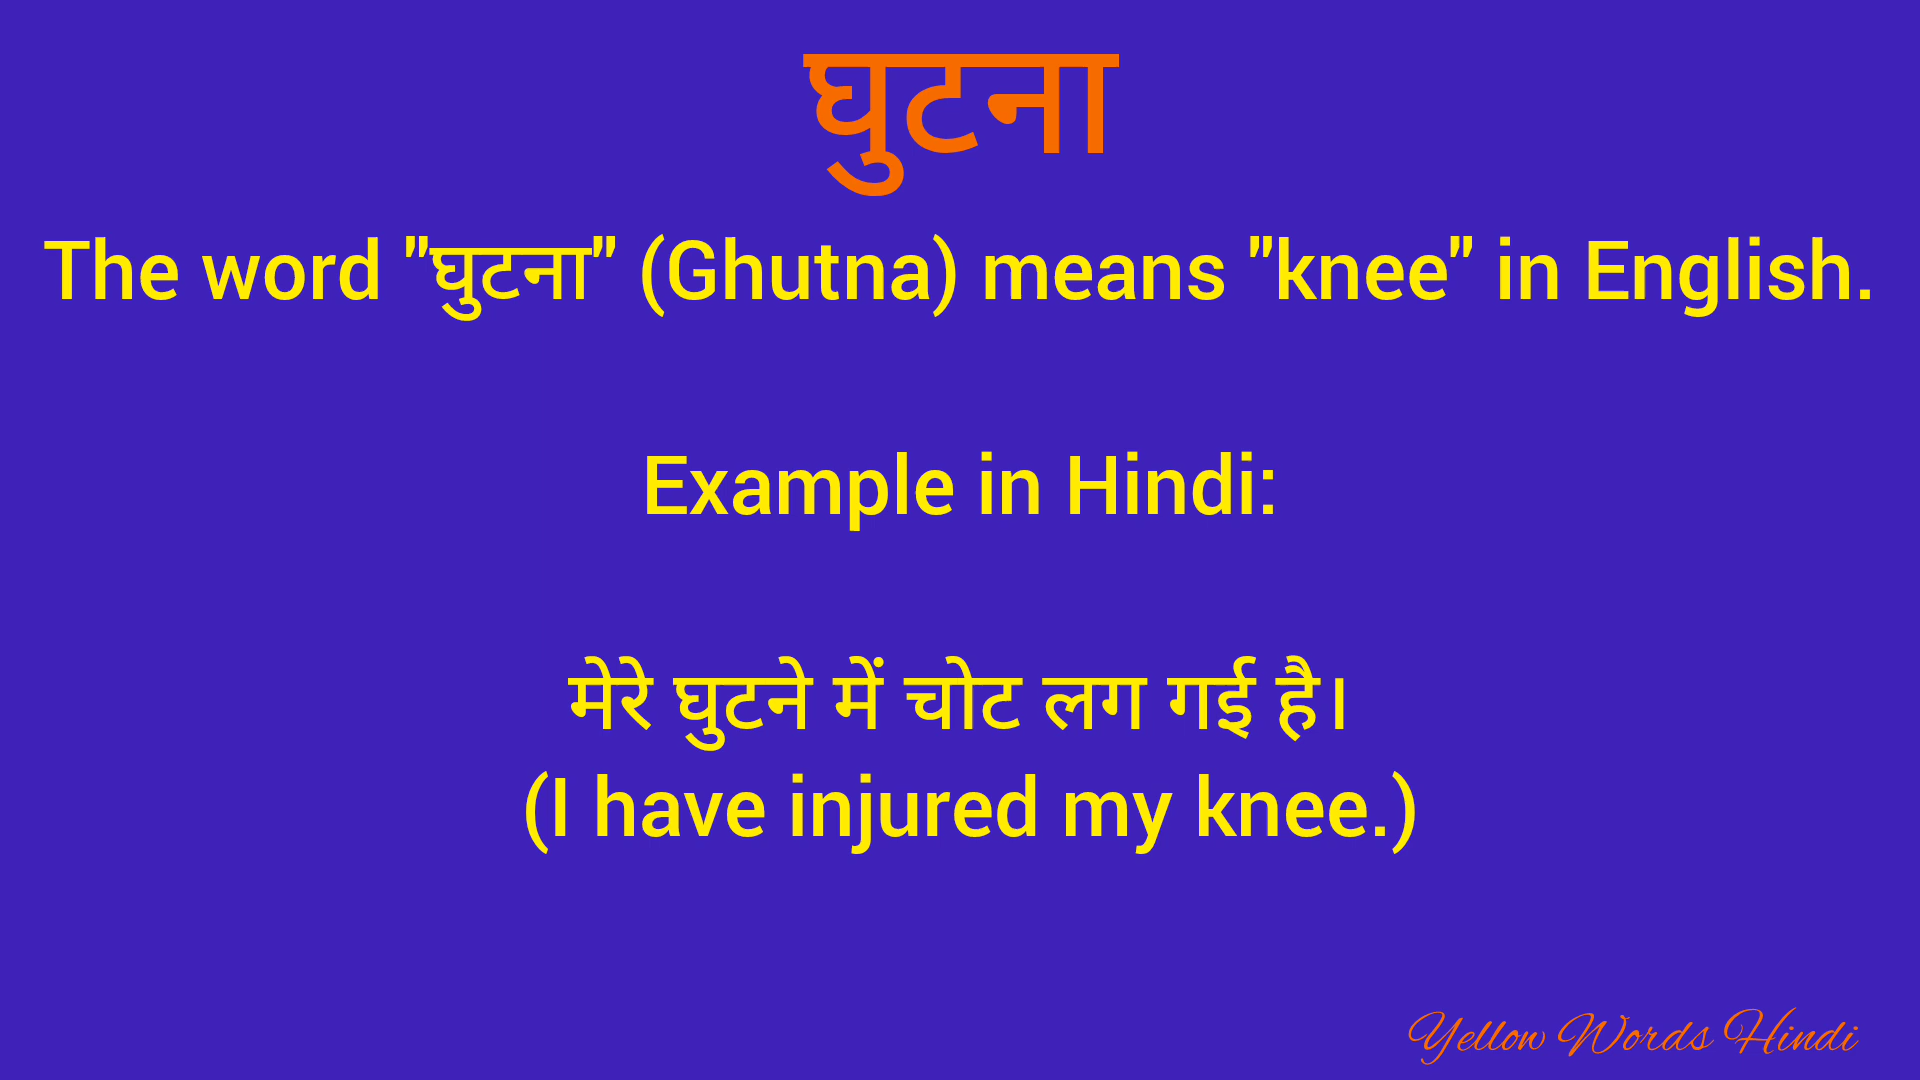 घुटना
The word "घुटना" (Ghutna) means "knee" in English.
Example in Hindi:
मेरे घुटने में चोट लग गई है।
(I have injured my knee.)
Yellow Words Hindi